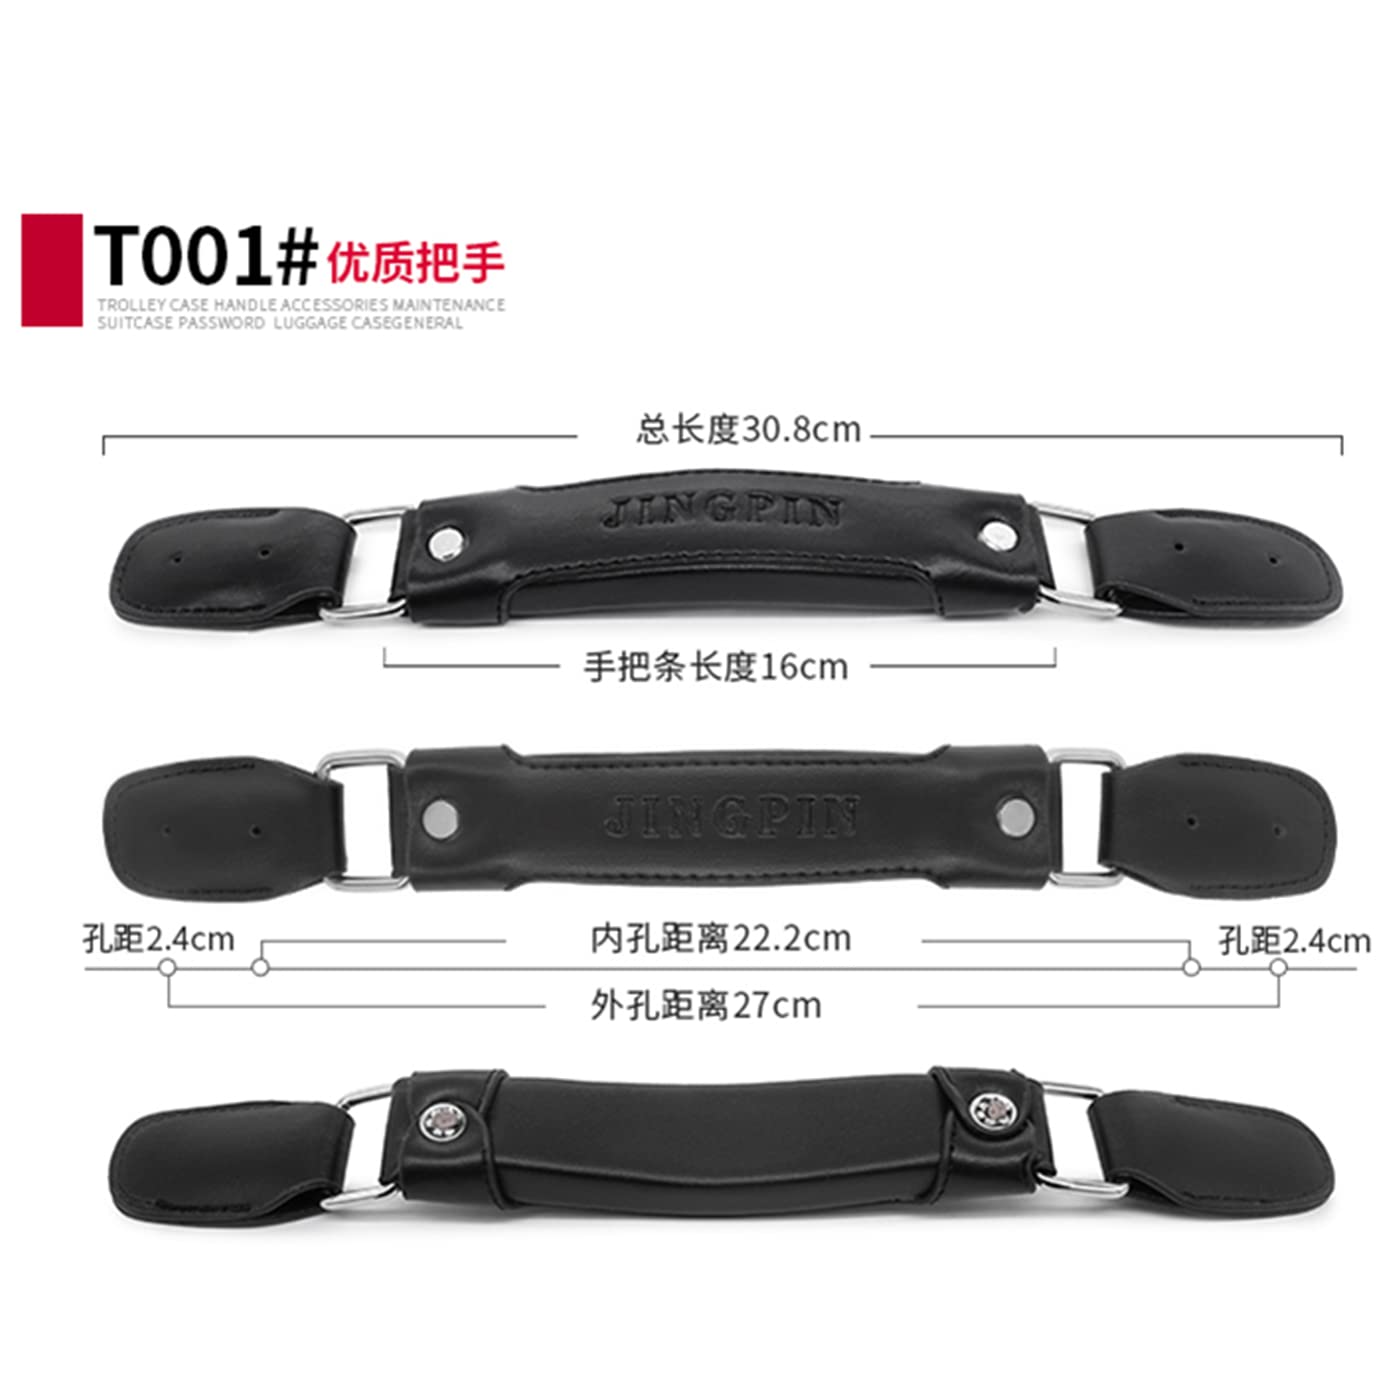 T001#优质把手
TROLLEY CASE HANDLE ACCESSORIES MAINTENANCE
SUITCASE PASSWORD LUGGAGE CASEGENERAL
总长度30.8cm
JINGPIN
手把条长度16cm
JINGPIN
孔距2.4cm
内孔距离22.2cm
孔距2.4cm
外孔距离27cm